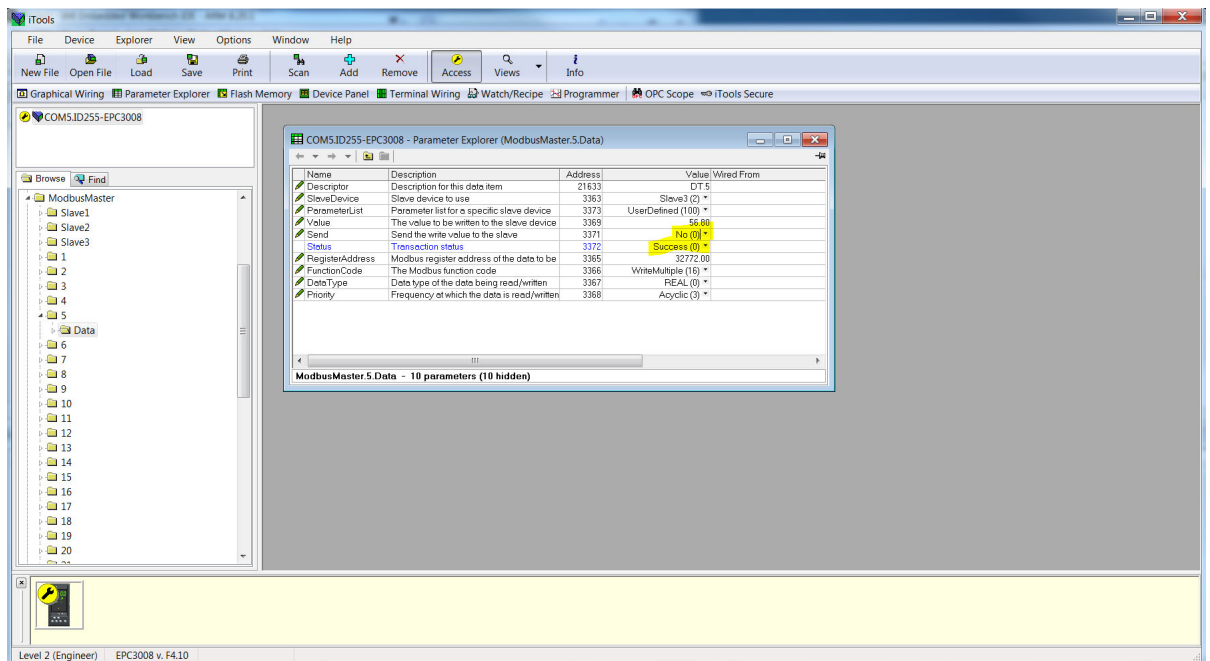 iTools
File Device Explorer View Options Window Help
New File Open File Load Save Print Scan Add Remove Access Views Info
Graphical Wiring Parameter Explorer Flash Memory Device Panel Terminal Wiring Watch/Recipe Programmer OPC Scope iTools Secure
COM5.ID255-EPC3008
Browse Find
ModbusMaster
Slave1
Slave2
Slave3
1
2
3
4
5
Data
6
7
8
9
10
11
12
13
14
15
16
17
18
19
20
COM5.ID255-EPC3008 - Parameter Explorer (ModbusMaster.5.Data)
Name Description Address Value Wired From
Descriptor Description for this data item 21633 DT.5
SlaveDevice Slave device to use 3363 Slave3 (2)
ParameterList Parameter list for a specific slave device 3373 UserDefined (100)
Value The value to be written to the slave device 3369 56.80
Send Send the write value to the slave 3371 No (0)
Status Transaction status 3372 Success (0)
RegisterAddress Modbus register address of the data to be 3365 32772.00
FunctionCode The Modbus function code 3366 WriteMultiple (16)
DataType Data type of the data being read/written 3367 REAL (0)
Priority Frequency at which the data is read/written 3368 Acyclic (3)
ModbusMaster.5.Data - 10 parameters (10 hidden)
Level 2 (Engineer) EPC3008 v. F4.10